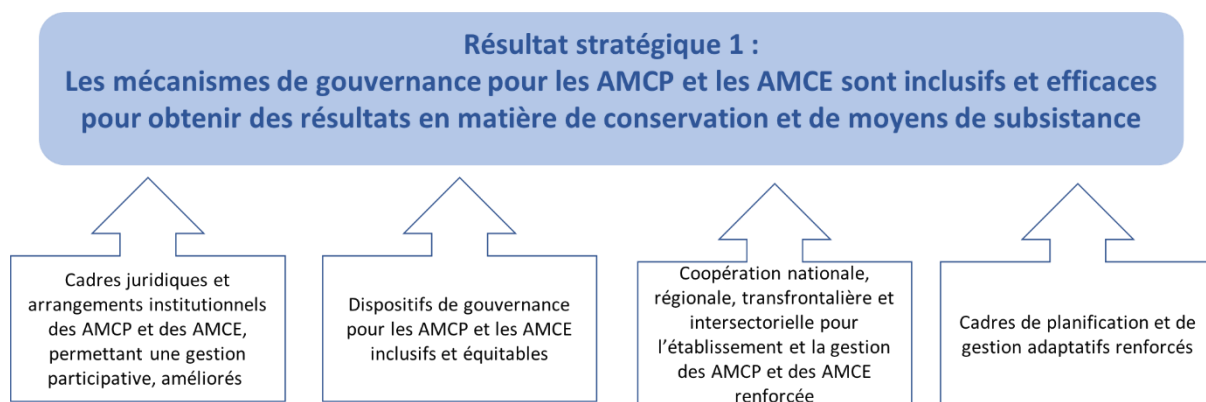 Résultat stratégique 1 :
Les mécanismes de gouvernance pour les AMCP et les AMCE sont inclusifs et efficaces
pour obtenir des résultats en matière de conservation et de moyens de subsistance
Cadres juridiques et
arrangements institutionnels
des AMCP et des AMCE,
permettant une gestion
participative, améliorés
Dispositifs de gouvernance
pour les AMCP et les AMCE
inclusifs et équitables
Coopération nationale,
régionale, transfrontalière et
intersectorielle pour
l’établissement et la gestion
des AMCP et des AMCE
renforcée
Cadres de planification et de
gestion adaptatifs renforcés